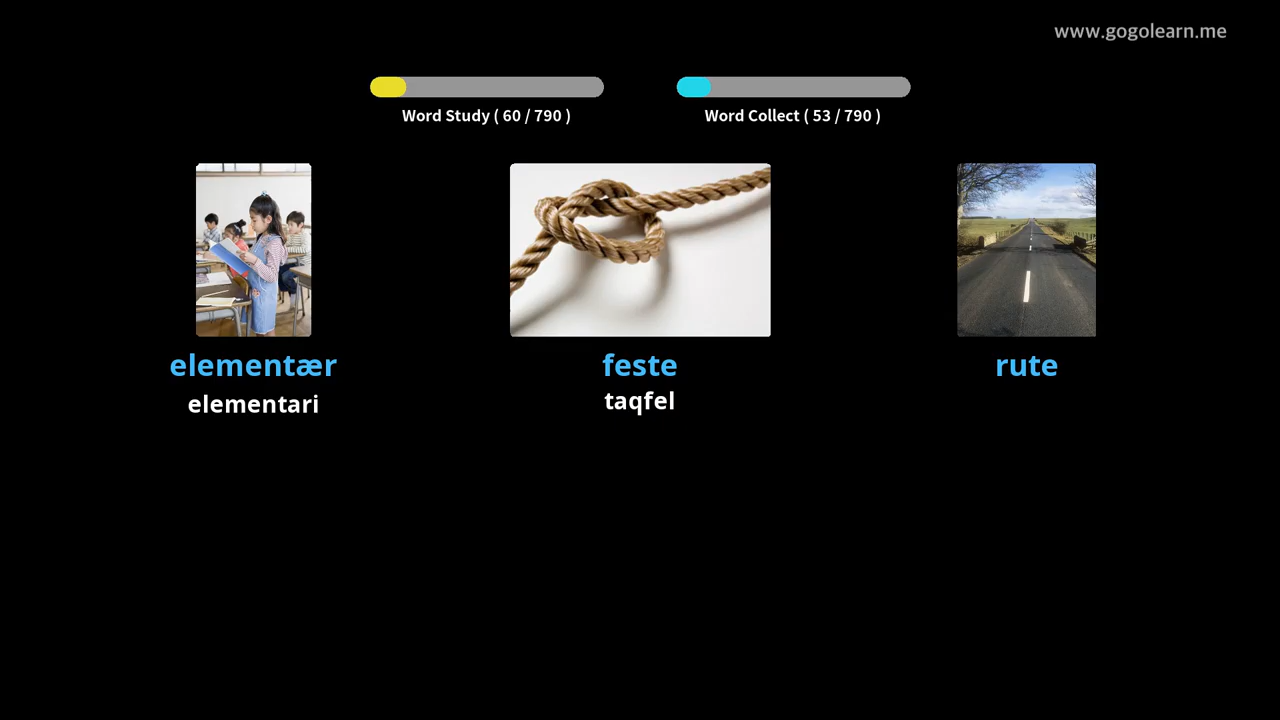 www.gogolearn.me
Word Study ( 60 / 790 )
Word Collect ( 53 / 790 )
elementær
feste
rute
elementari
taqfel